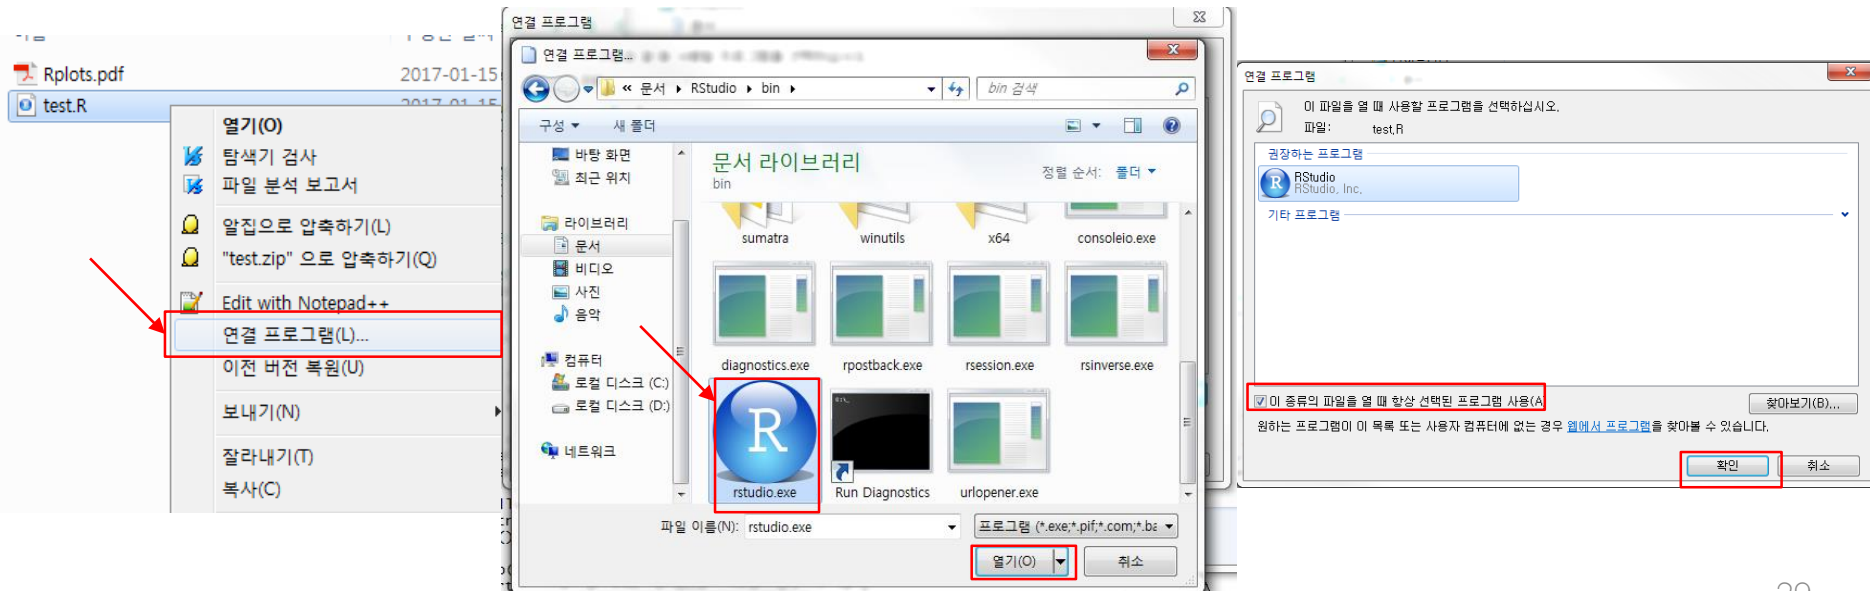 Rplots.pdf
2017-01-15
test.R
2017-01-15
열기(O)
탐색기 검사
파일 분석 보고서
알집으로 압축하기(L)
"test.zip" 으로 압축하기(Q)
Edit with Notepad++
연결 프로그램(L)...
이전 버전 복원(U)
보내기(N)
잘라내기(T)
복사(C)
연결 프로그램
연결 프로그램...
« 문서 ▸ RStudio ▸ bin ▸
bin 검색
구성 ▼
새 폴더
바탕 화면
최근 위치
라이브러리
문서
비디오
사진
음악
컴퓨터
로컬 디스크 (C:)
로컬 디스크 (D:)
네트워크
문서 라이브러리
bin
정렬 순서: 폴더 ▼
sumatra
winutils
x64
consoleio.exe
diagnostics.exe
rpostback.exe
rsession.exe
rsinverse.exe
R
rstudio.exe
Run Diagnostics
urlopener.exe
파일 이름(N): rstudio.exe
프로그램 (*.exe;*.pif;*.com;*.ba
열기(O)
취소
연결 프로그램
이 파일을 열 때 사용할 프로그램을 선택하십시오.
파일: test.R
권장하는 프로그램
R
RStudio
RStudio, Inc.
기타 프로그램
이 종류의 파일을 열 때 항상 선택된 프로그램 사용(A)
찾아보기(B)...
원하는 프로그램이 이 목록 또는 사용자 컴퓨터에 없는 경우 웹에서 프로그램을 찾아볼 수 있습니다.
확인
취소